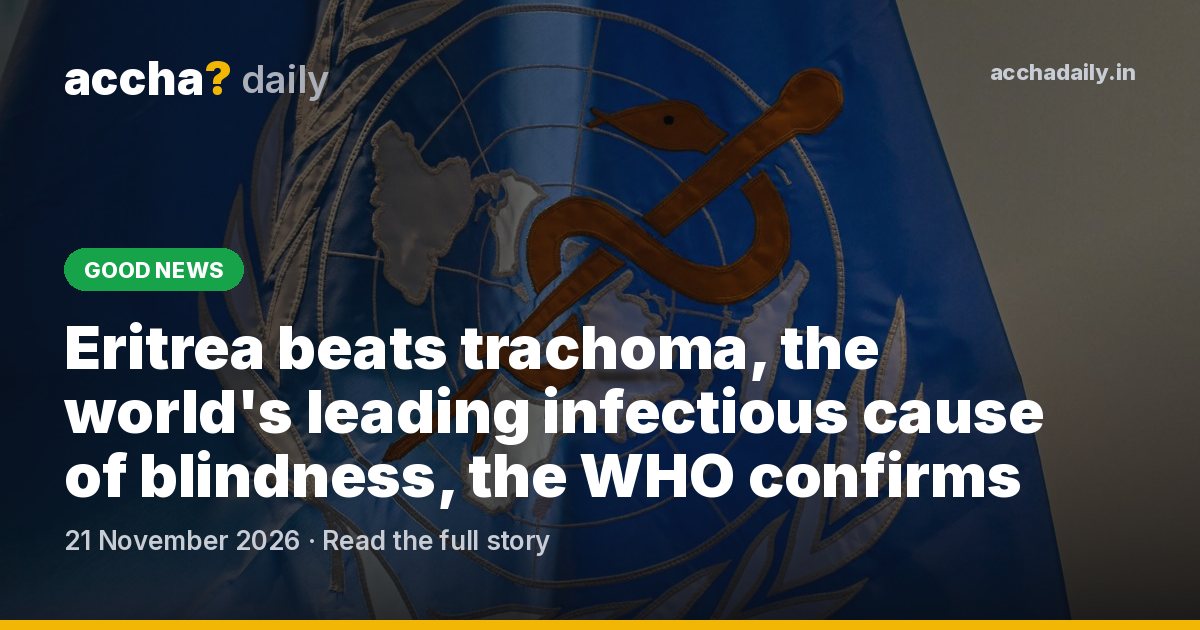 accha? daily
acchadaily.in
GOOD NEWS
Eritrea beats trachoma, the
world's leading infectious cause
of blindness, the WHO confirms
21 November 2026 · Read the full story